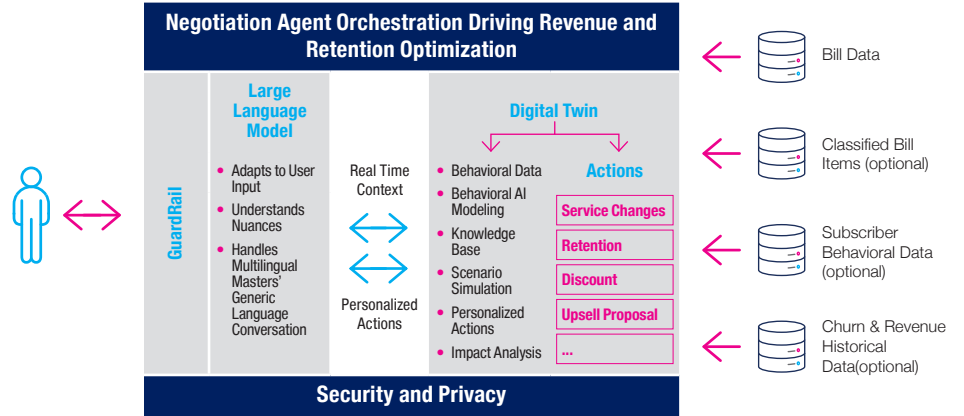 Negotiation Agent Orchestration Driving Revenue and
Retention Optimization
GuardRail
Large
Language
Model
• Adapts to User
Input
• Understands
Nuances
• Handles
Multilingual
Masters’
Generic
Language
Conversation
Real Time
Context
Personalized
Actions
Digital Twin
• Behavioral Data
• Behavioral AI
Modeling
• Knowledge
Base
• Scenario
Simulation
• Personalized
Actions
• Impact Analysis
Actions
Service Changes
Retention
Discount
Upsell Proposal
...
Security and Privacy
Bill Data
Classified Bill
Items (optional)
Subscriber
Behavioral Data
(optional)
Churn & Revenue
Historical
Data(optional)